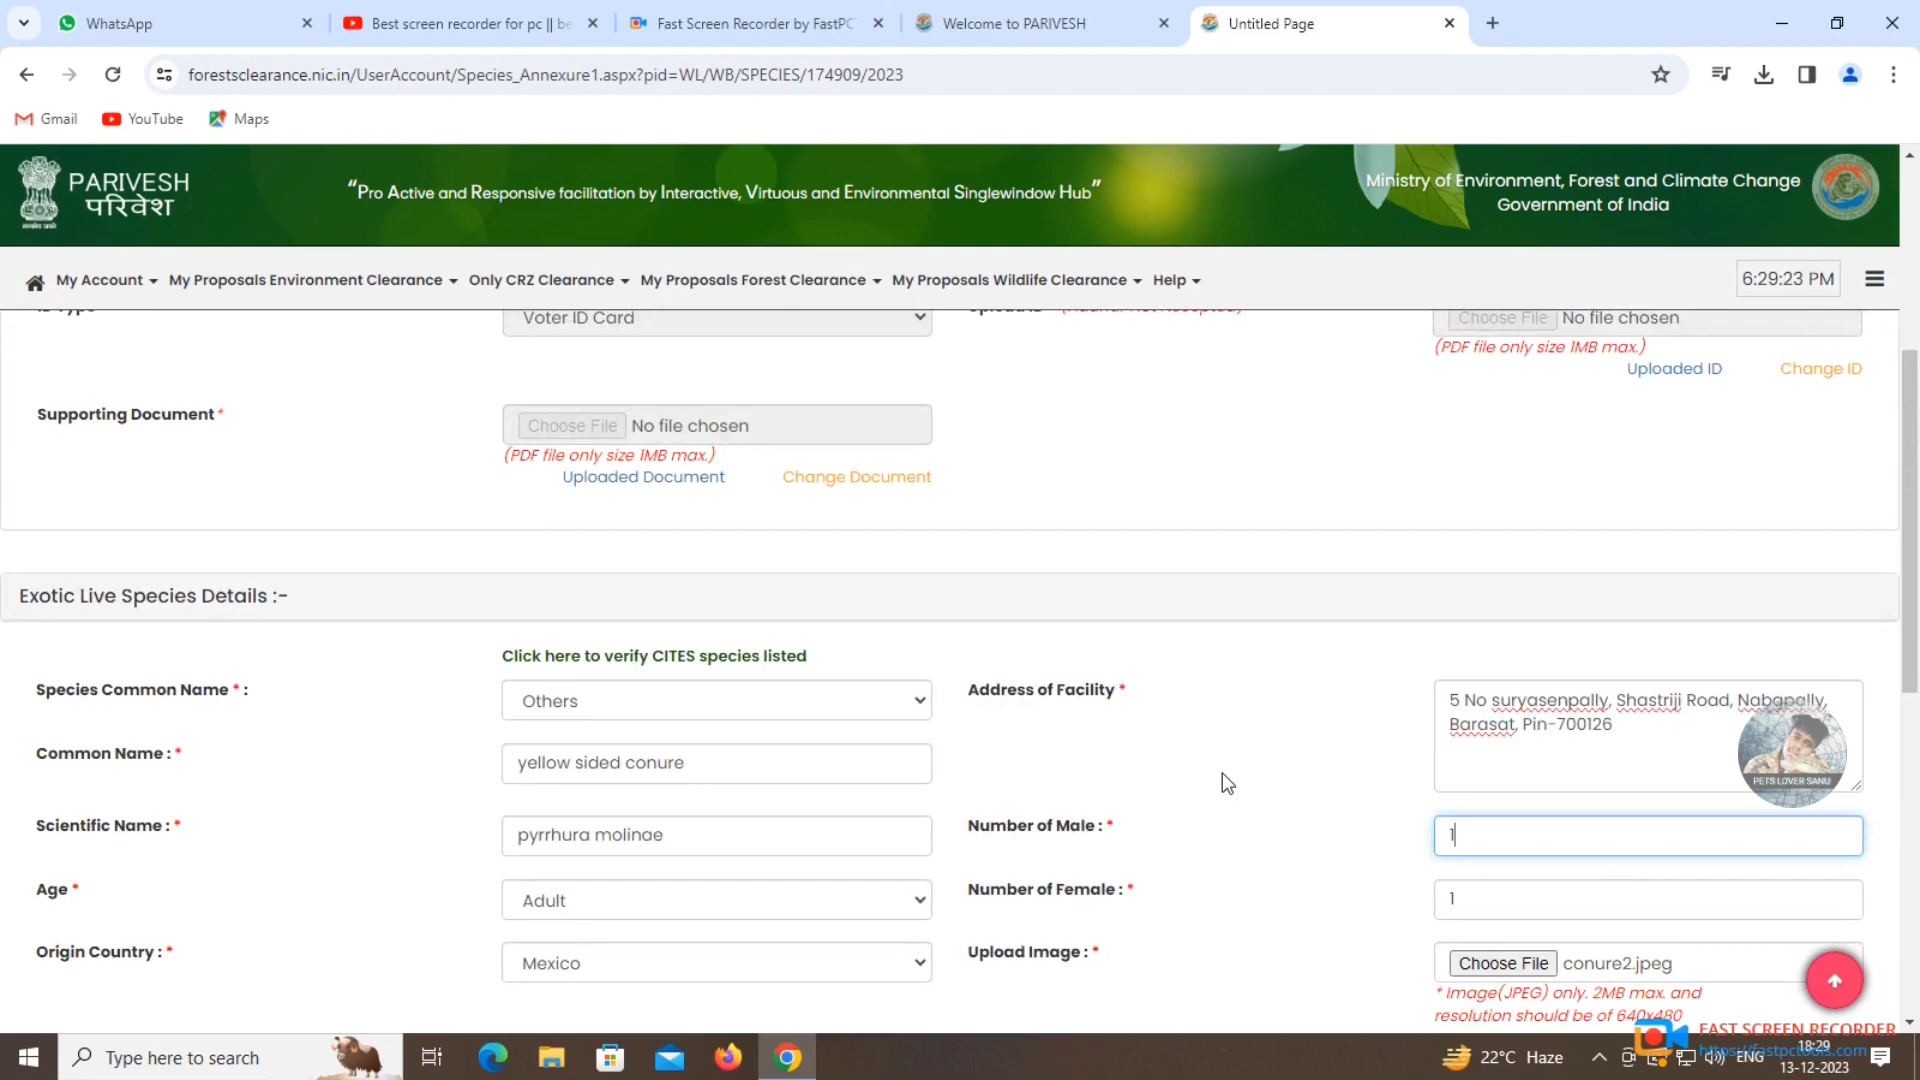 WhatsApp
Best screen recorder for pc || be
Fast Screen Recorder by FastPC
Welcome to PARIVESH
Untitled Page
forestsclearance.nic.in/UserAccount/Species_Annexure1.aspx?pid=WL/WB/SPECIES/174909/2023
Gmail YouTube Maps
PARIVESH
परिवेश
"Pro Active and Responsive facilitation by Interactive, Virtuous and Environmental Singlewindow Hub"
Ministry of Environment, Forest and Climate Change
Government of India
My Account My Proposals Environment Clearance Only CRZ Clearance My Proposals Forest Clearance My Proposals Wildlife Clearance Help
6:29:23 PM
Voter ID Card
Choose File No file chosen
(PDF file only size 1MB max.)
Uploaded ID Change ID
Supporting Document *
Choose File No file chosen
(PDF file only size 1MB max.)
Uploaded Document Change Document
Exotic Live Species Details :-
Click here to verify CITES species listed
Species Common Name * :
Others
Address of Facility *
5 No suryasenpally, Shastriji Road, Nabapally,
Barasat, Pin-700126
PETS LOVER SANU
Common Name : *
yellow sided conure
Scientific Name : *
pyrrhura molinae
Number of Male : *
1
Age *
Adult
Number of Female : *
1
Origin Country : *
Mexico
Upload Image : *
Choose File conure2.jpeg
* Image(JPEG) only. 2MB max. and
resolution should be of 640x480
FAST SCREEN RECORDER
https://fastpctools.com
Type here to search
22°C Haze
ENG
18:29
13-12-2023